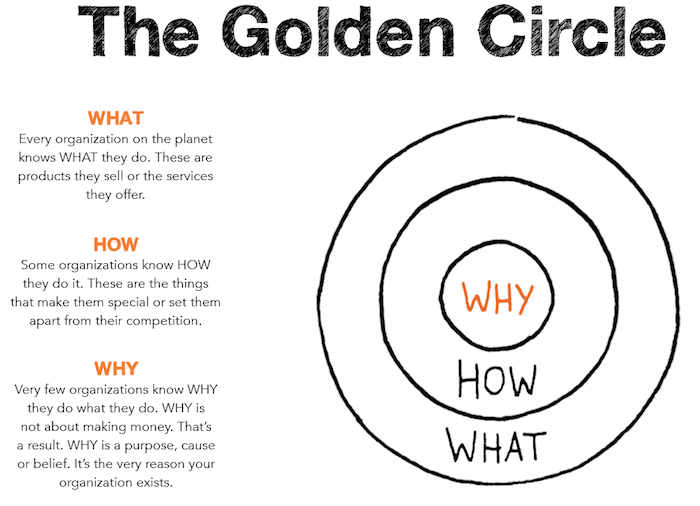 The Golden Circle
WHAT
Every organization on the planet
knows WHAT they do. These are
products they sell or the services
they offer.
HOW
Some organizations know HOW
they do it. These are the things
that make them special or set them
apart from their competition.
WHY
Very few organizations know WHY
they do what they do. WHY is
not about making money. That's
a result. WHY is a purpose, cause
or belief. It's the very reason your
organization exists.
WHY
HOW
WHAT